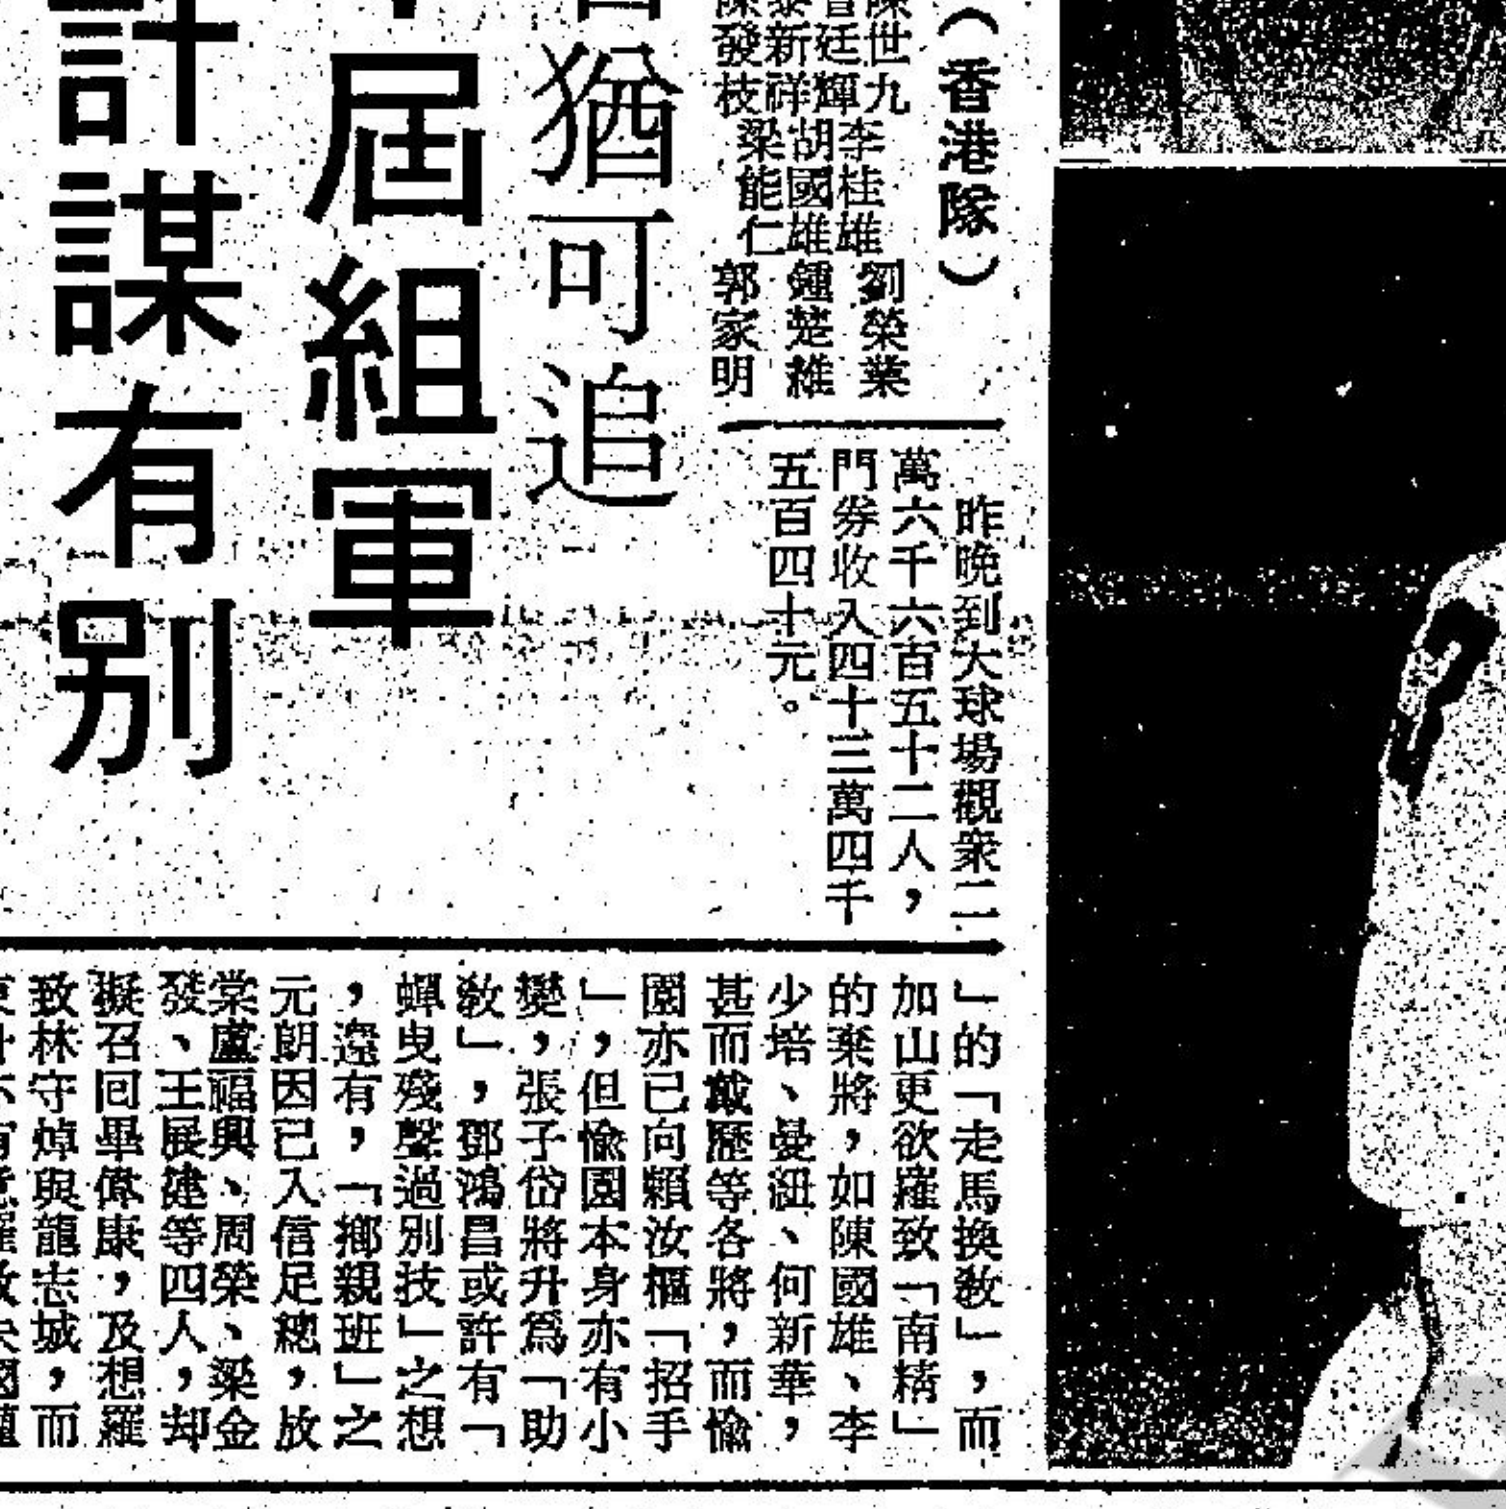 （香港隊）
陳世九 李桂雄 劉榮業
廷輝 胡國雄 鍾楚維
黎新祥 梁能仁 郭家明
陳發枝
昨晚到大球場觀衆二
萬六千六百五十二人，
門券收入四十三萬四千
五百四十元。
猶可追
屆組軍
計謀有别
」的「走馬換教」，而
加山更欲羅致「南精」
的棄將，如陳國雄、李
少培、曼紐、何新華，
甚而戴歷等各將，而愉
園亦已向賴汝樞「招手
」，但愉園本身亦有小
變，張子岱將升爲「助
教」，鄧鴻昌或許有「
蟬曳殘聲過別技」之想
，還有，「鄉親班」之
元朗因已入信足總，放
棠盧福興、周榮、梁金
發、王展建等四人，却
擬召回畢偉康，及想羅
致林守焯與龍志城，而